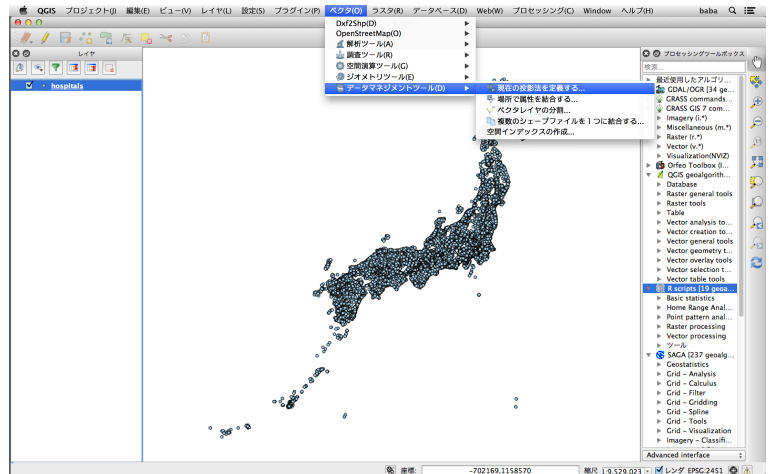 QGIS プロジェクト(J) 編集(E) ビュー(V) レイヤ(L) 設定(S) プラグイン(P) ベクタ(O) ラスタ(R) データベース(D) Web(W) プロセッシング(C) Window ヘルプ(H) baba
Dxf2Shp(D)
OpenStreetMap(O)
解析ツール(A)
調査ツール(R)
空間演算ツール(G)
ジオメトリツール(E)
データマネジメントツール(D)
現在の投影法を定義する...
場所で属性を結合する...
ベクタレイヤの分割...
複数のシェープファイルを１つに結合する...
空間インデックスの作成...
レイヤ
hospitals
プロセッシングツールボックス
検索...
最近使用したアルゴリ...
GDAL/OGR [34 ge...
GRASS commands...
GRASS GIS 7 com...
Imagery (i.*)
Miscellaneous (m.*)
Raster (r.*)
Vector (v.*)
Visualization(NVIZ)
Orfeo Toolbox (I...
QGIS geoalgorith...
Database
Raster general tools
Raster tools
Table
Vector analysis to...
Vector creation to...
Vector general tools
Vector geometry t...
Vector overlay tools
Vector selection t...
Vector table tools
R scripts [19 geoa...
Basic statistics
Home Range Anal...
Point pattern anal...
Raster processing
Vector processing
ツール
SAGA [237 geoalg...
Geostatistics
Grid - Analysis
Grid - Calculus
Grid - Filter
Grid - Gridding
Grid - Spline
Grid - Tools
Grid - Visualization
Imagery - Classifi...
Advanced interface
座標: -702169,1158570 縮尺 1:9,529,023 レンダ EPSG:2451